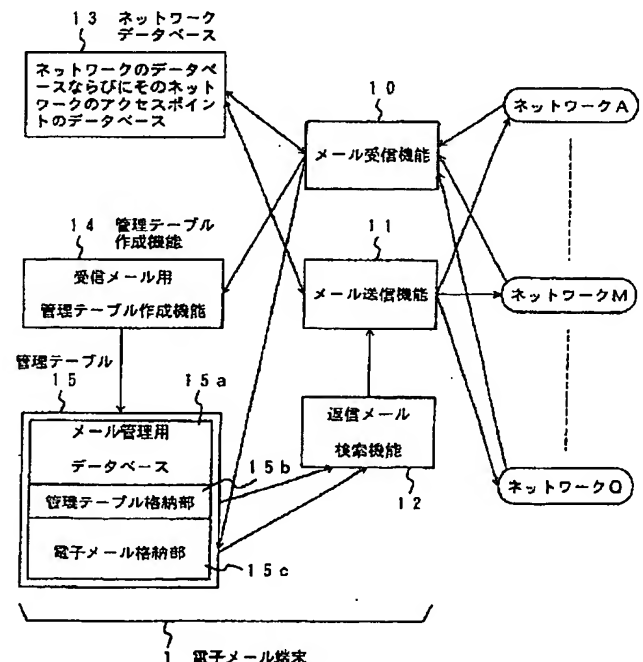 13 ネットワーク
データベース
ネットワークのデータベ
ースならびにそのネット
ワークのアクセスポイン
トのデータベース
10
メール受信機能
ネットワークA
14 管理テーブル
作成機能
受信メール用
管理テーブル作成機能
11
メール送信機能
ネットワークM
管理テーブル
15
15a
メール管理用
データベース
15b
管理テーブル格納部
電子メール格納部
15c
返信メール
検索機能
12
ネットワークQ
1 電子メール端末